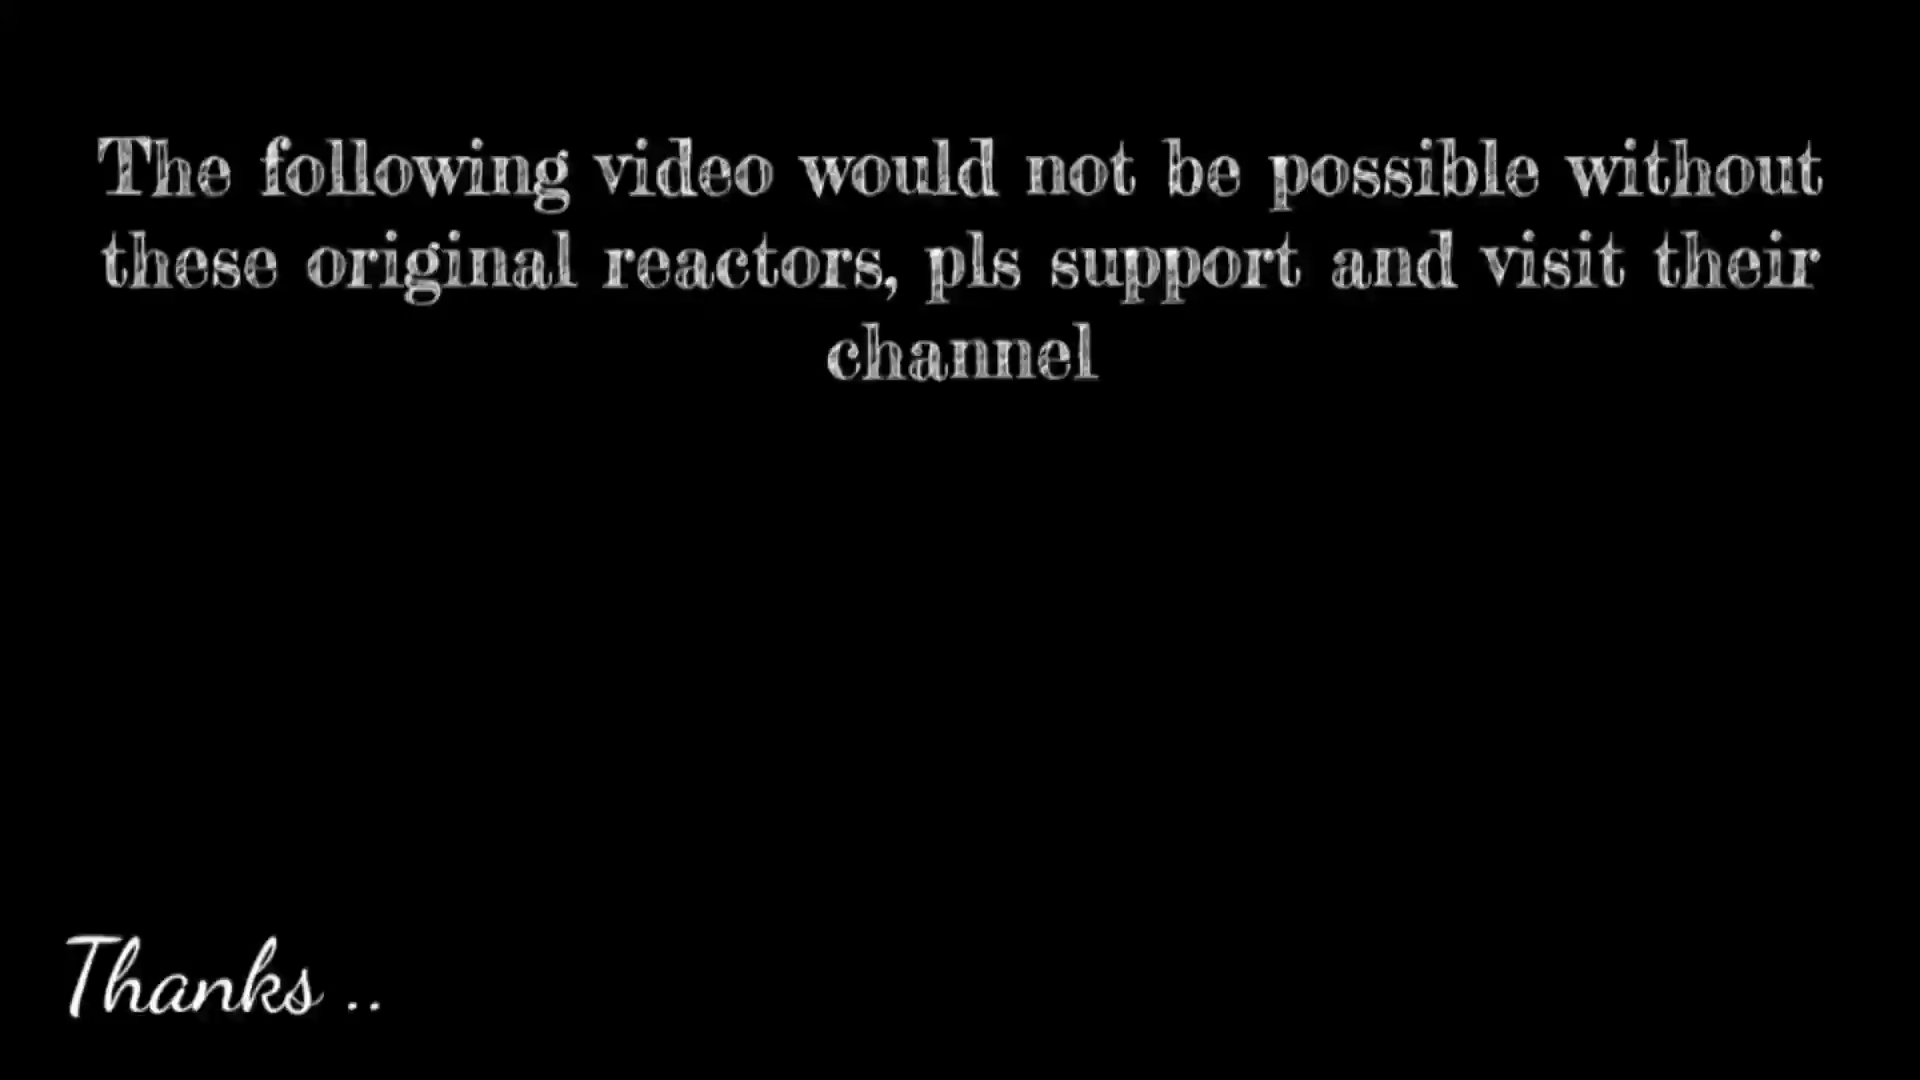 The following video would not be possible without
these original reactors, pls support and visit their
channel
Thanks ..